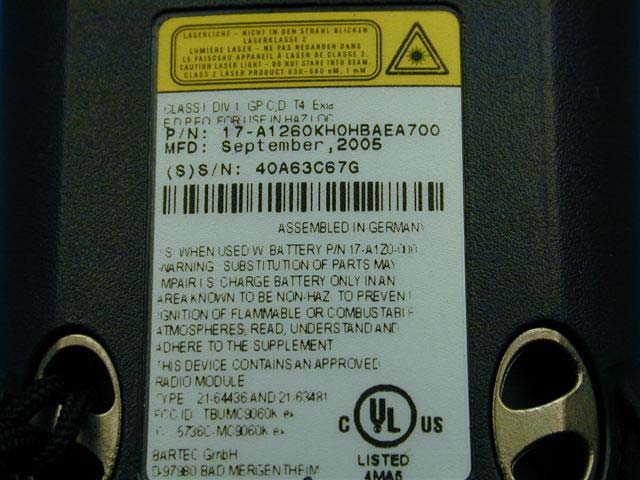 LASERLICHT - NICHT IN DEN STRAHL BLICKEN
LASERKLASSE 2
LUMIERE LASER - NE PAS REGARDER DANS
LE FAISCEAU APPAREIL À LASER DE CLASSE 2.
CAUTION LASER LIGHT - DO NOT STARE INTO BEAM.
CLASS 2 LASER PRODUCT 630-680 nM, 1 mW
CLASS I DIV 1 GP C,D T4 Exia
FOR USE IN HAZ LOC
P/N: 17-A1260KH0HBAEA700
MFD: September,2005
(S)S/N: 40A63C67G
ASSEMBLED IN GERMANY
IS WHEN USED W. BATTERY P/N 17-A1Z0-000
WARNING SUBSTITUTION OF PARTS MAY
IMPAIR I.S CHARGE BATTERY ONLY IN AN
AREA KNOWN TO BE NON-HAZ TO PREVENT
IGNITION OF FLAMMABLE OR COMBUSTABLE
ATMOSPHERES, READ, UNDERSTAND AND
ADHERE TO THE SUPPLEMENT
THIS DEVICE CONTAINS AN APPROVED
RADIO MODULE
TYPE 21-64436 AND 21-63481
FCC ID TBUMC9060K ex
IC 5736C-MC9060K ex
BARTEC GmbH
D-97980 BAD MERGENTHEIM
C UL US
LISTED
4MA5